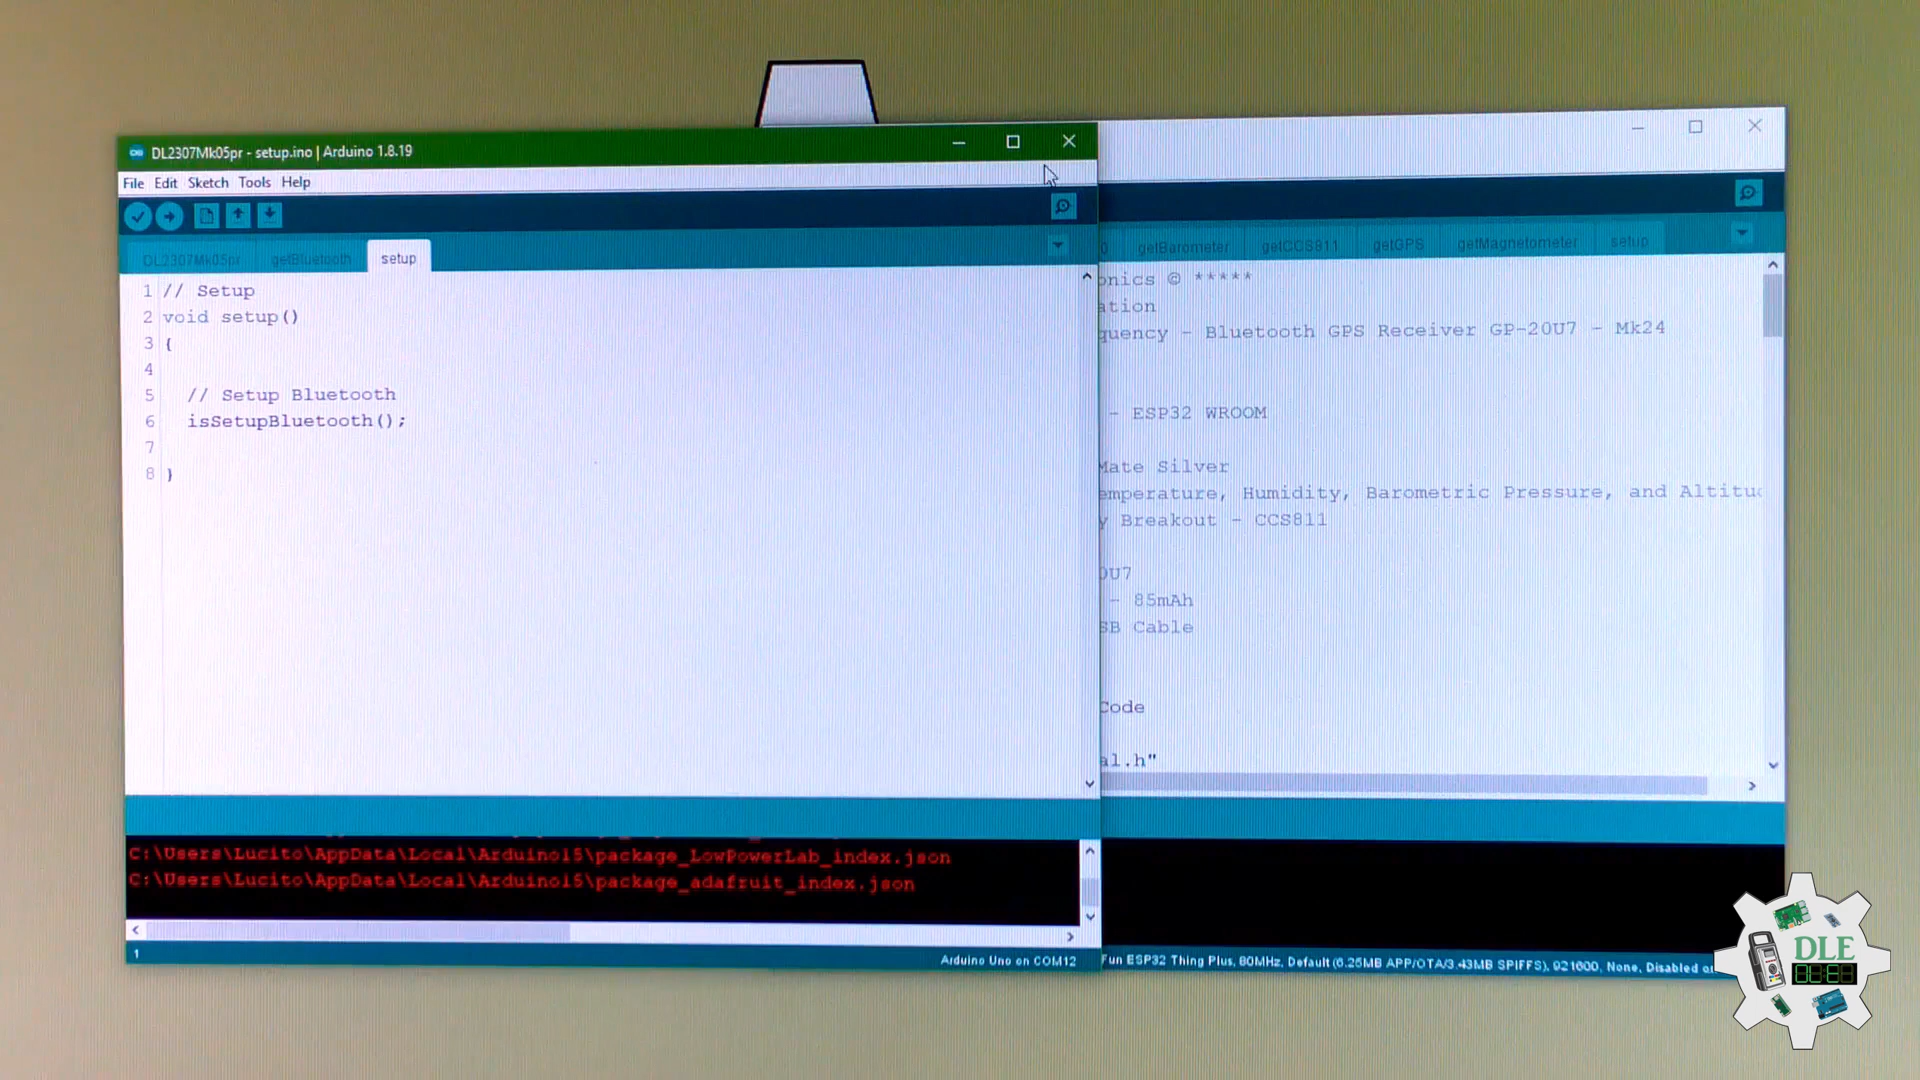 DL2307Mk05pr - setup.ino | Arduino 1.8.19
File Edit Sketch Tools Help
DL2307Mk05pr getBluetooth setup
1 // Setup
2 void setup()
3 {
4
5 // Setup Bluetooth
6 isSetupBluetooth();
7
8 }
C:\Users\Lucito\AppData\Local\Arduino15\package_LowPowerLab_index.json
C:\Users\Lucito\AppData\Local\Arduino15\package_adafruit_index.json
1
Arduino Uno on COM12
getBarometer getCCS811 getGPS getMagnetometer setup
onics © *****
ation
quency - Bluetooth GPS Receiver GP-20U7 - Mk24
- ESP32 WROOM
Mate Silver
emperature, Humidity, Barometric Pressure, and Altitu
y Breakout - CCS811
0U7
- 85mAh
SB Cable
Code
al.h"
Fun ESP32 Thing Plus, 80MHz, Default (6.25MB APP/OTA/3.43MB SPIFFS), 921600, None, Disabled
DLE